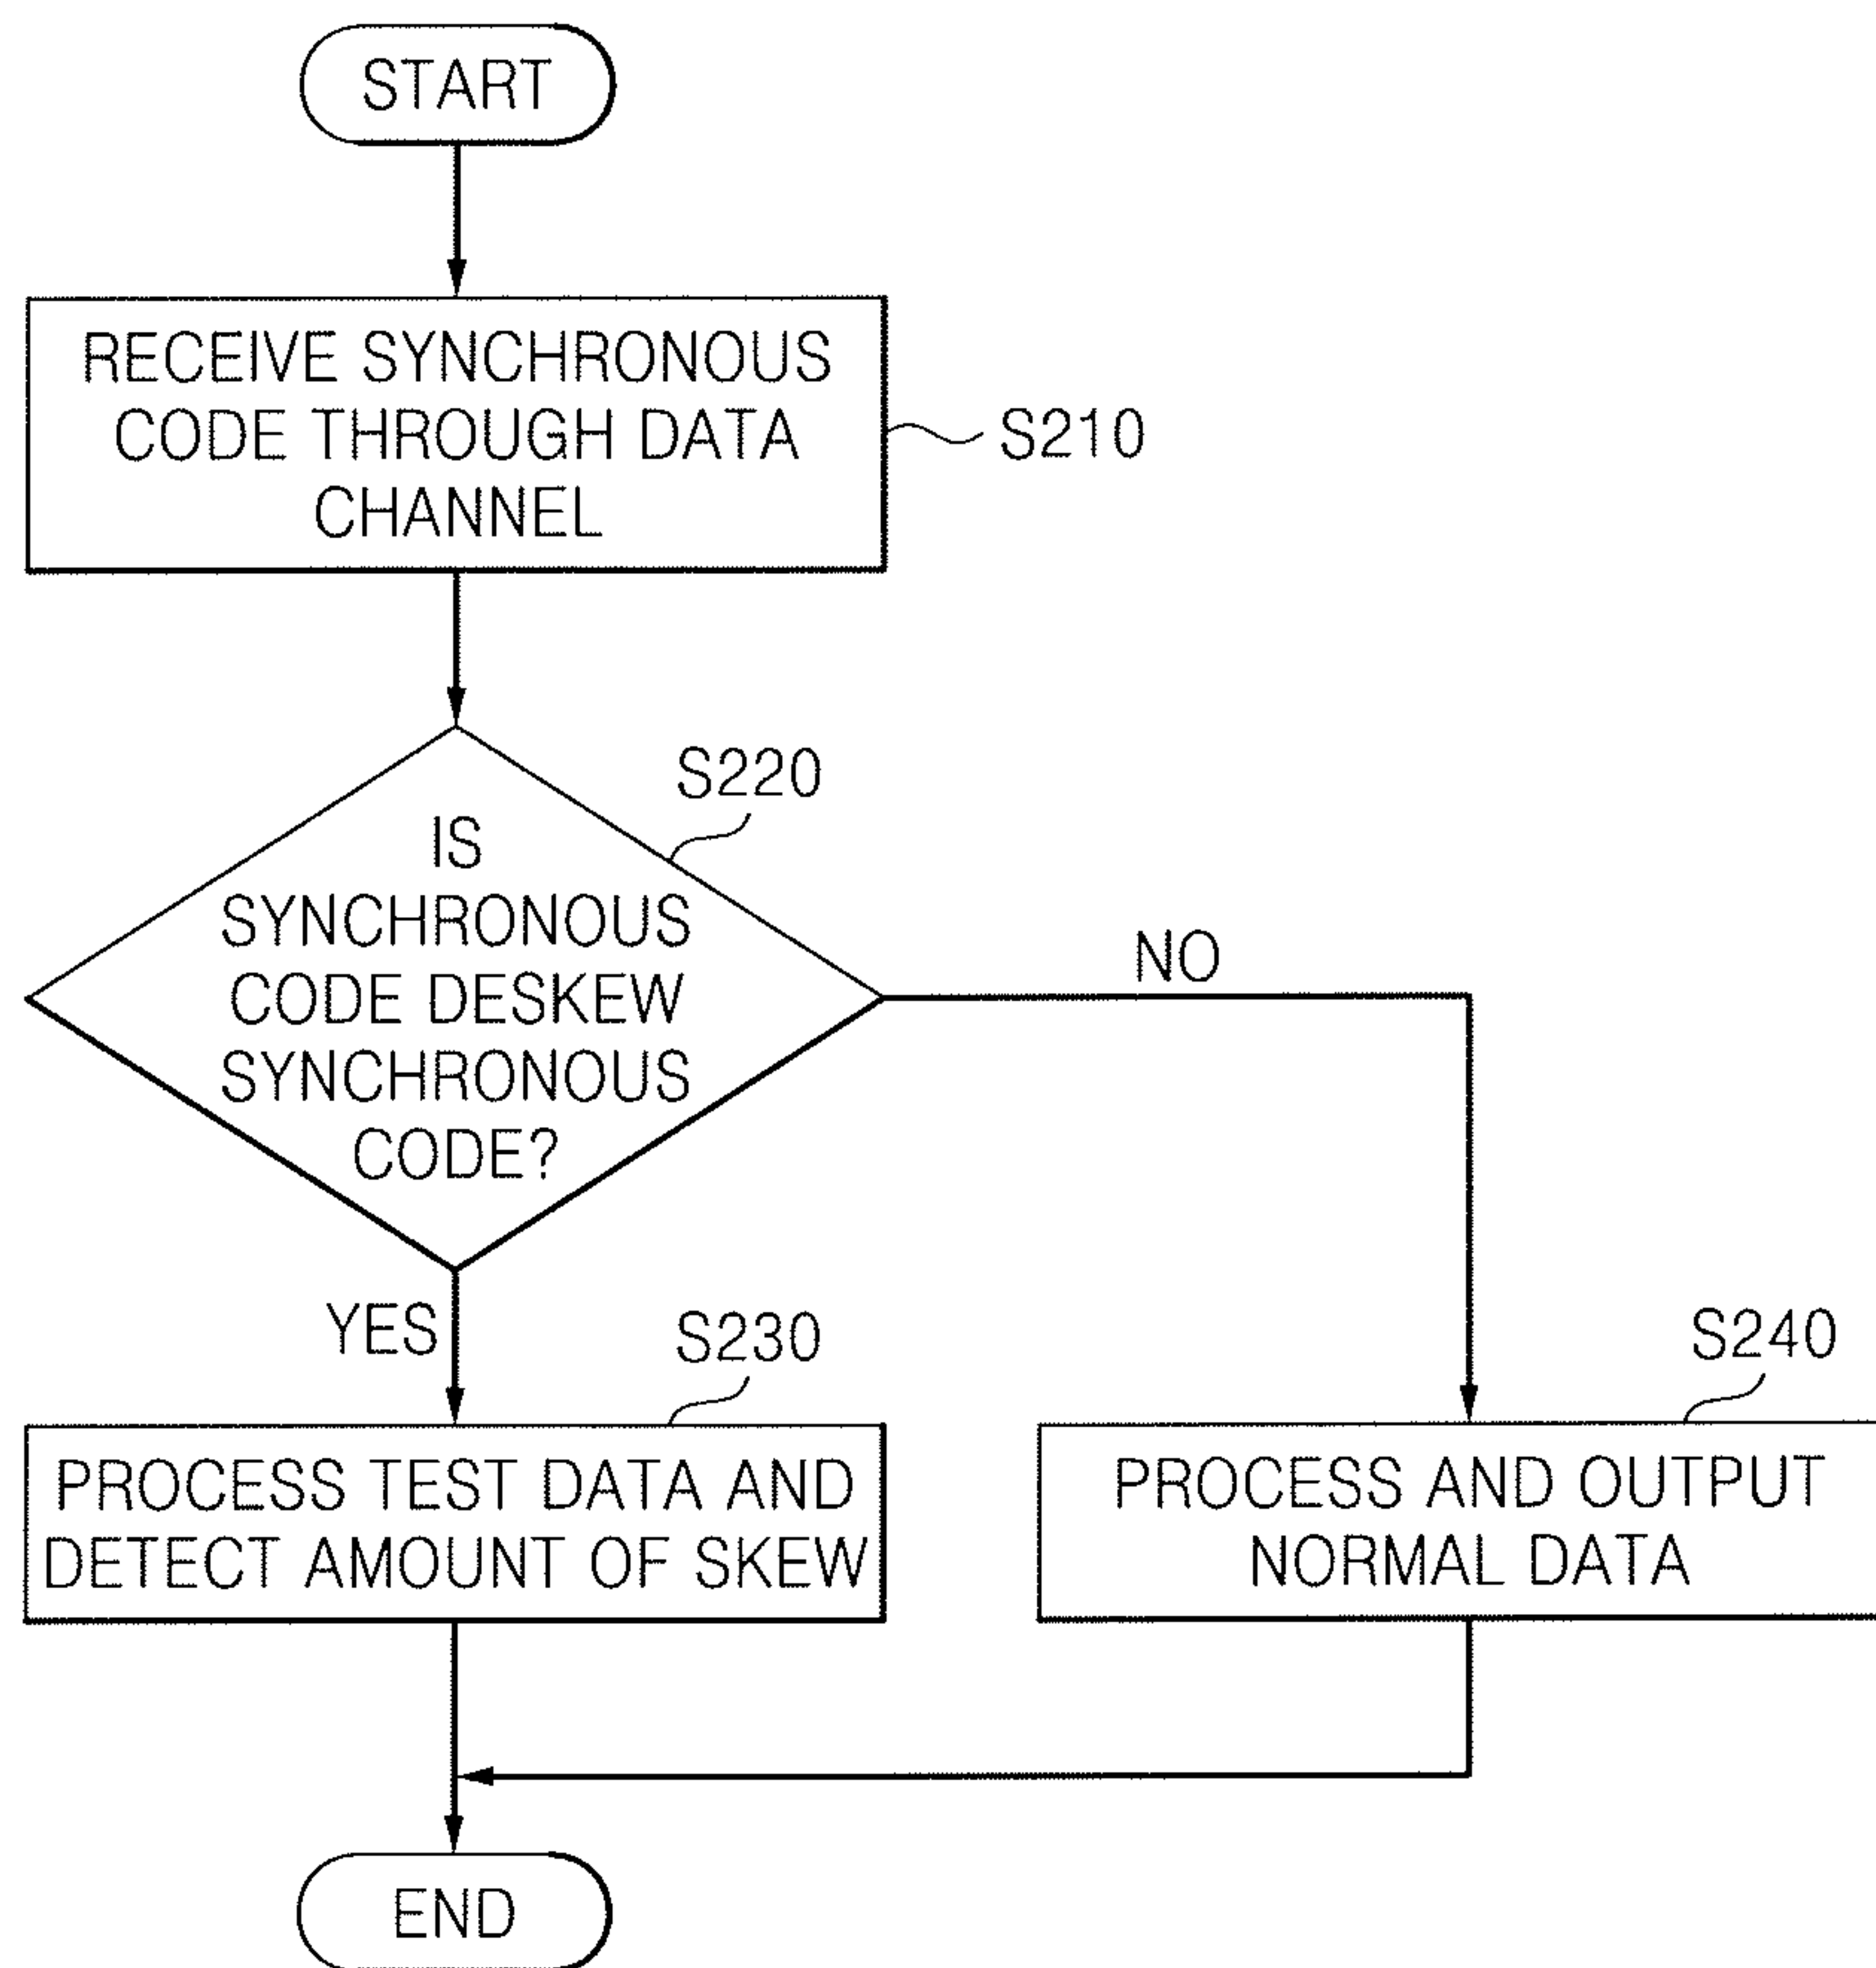 START
RECEIVE SYNCHRONOUS
CODE THROUGH DATA
CHANNEL
S210
S220
IS
SYNCHRONOUS
CODE DESKEW
SYNCHRONOUS
CODE?
NO
YES
S230
PROCESS TEST DATA AND
DETECT AMOUNT OF SKEW
S240
PROCESS AND OUTPUT
NORMAL DATA
END